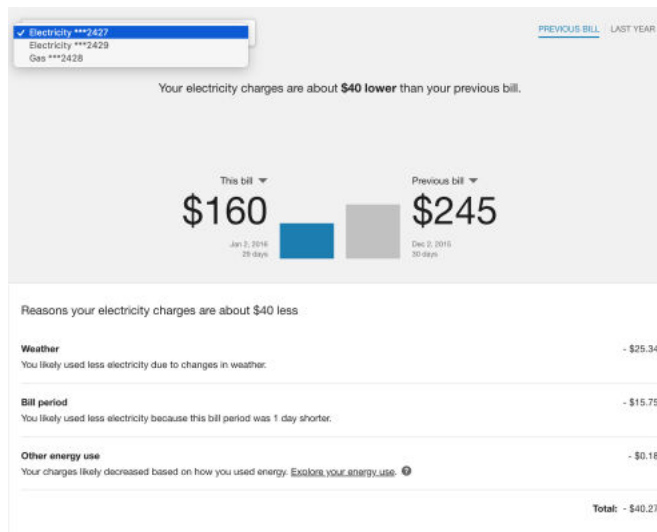 ✓ Electricity ***2427
Electricity ***2429
Gas ***2428
PREVIOUS BILL LAST YEAR
Your electricity charges are about $40 lower than your previous bill.
This bill
$160
Jan 2, 2016
29 days
Previous bill
$245
Dec 2, 2015
30 days
Reasons your electricity charges are about $40 less
Weather - $25.34
You likely used less electricity due to changes in weather.
Bill period - $15.75
You likely used less electricity because this bill period was 1 day shorter.
Other energy use - $0.18
Your charges likely decreased based on how you used energy. Explore your energy use. ?
Total: - $40.27